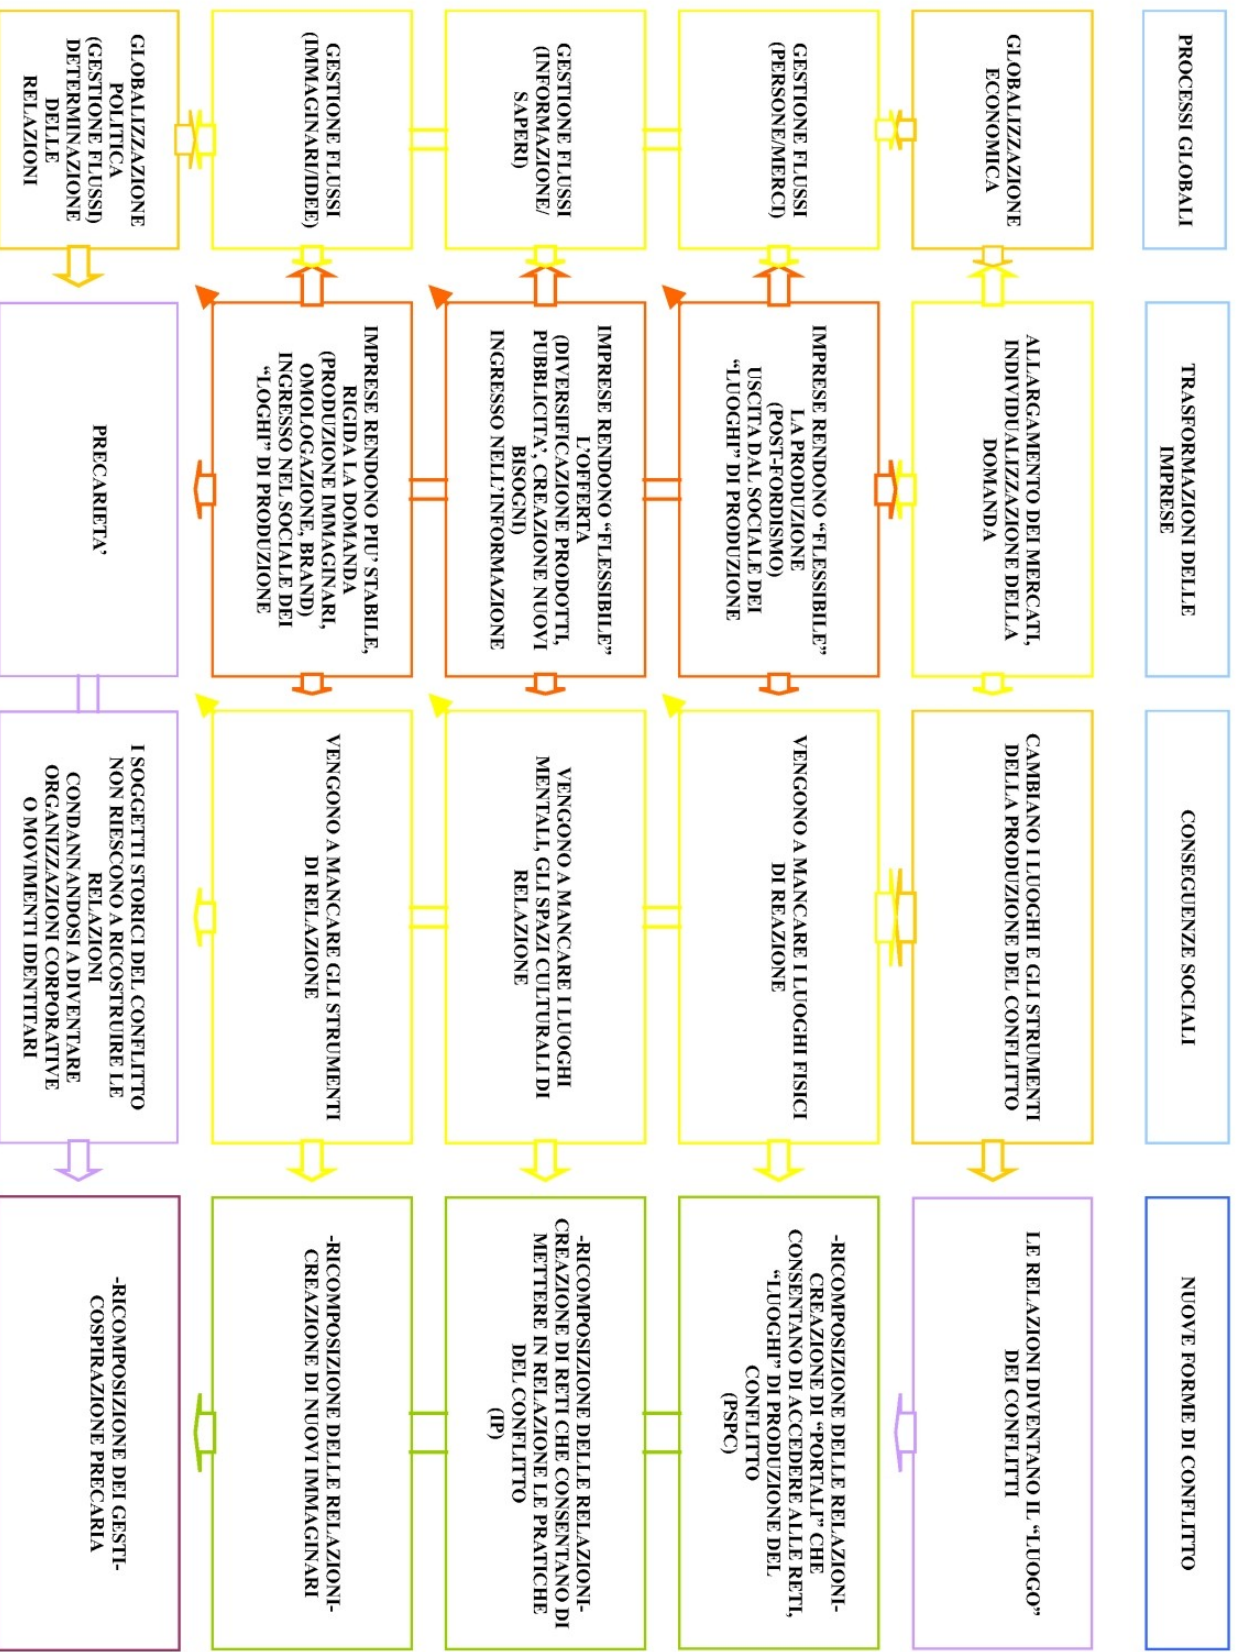 PROCESSI GLOBALI
TRASFORMAZIONI DELLE
IMPRESE
CONSEGUENZE SOCIALI
NUOVE FORME DI CONFLITTO
GLOBALIZZAZIONE
ECONOMICA
ALLARGAMENTO DEI MERCATI,
INDIVIDUALIZZAZIONE DELLA
DOMANDA
CAMBIANO I LUOGHI E GLI STRUMENTI
DELLA PRODUZIONE DEL CONFLITTO
LE RELAZIONI DIVENTANO IL “LUOGO”
DEI CONFLITTI
GESTIONE FLUSSI
(PERSONE/MERCI)
IMPRESE RENDONO “FLESSIBILE”
LA PRODUZIONE
(POST-FORDISMO)
USCITA DAL SOCIALE DEI
“LUOGHI” DI PRODUZIONE
VENGONO A MANCARE I LUOGHI FISICI
DI REAZIONE
-RICOMPOSIZIONE DELLE RELAZIONI-
CREAZIONE DI “PORTALI” CHE
CONSENTANO DI ACCEDERE ALLE RETI,
“LUOGHI” DI PRODUZIONE DEL
CONFLITTO
(PSPC)
GESTIONE FLUSSI
(INFORMAZIONE/
SAPERI)
IMPRESE RENDONO “FLESSIBILE”
L’OFFERTA
(DIVERSIFICAZIONE PRODOTTI,
PUBBLICITA’, CREAZIONE NUOVI
BISOGNI)
INGRESSO NELL’INFORMAZIONE
VENGONO A MANCARE I LUOGHI
MENTALI, GLI SPAZI CULTURALI DI
RELAZIONE
-RICOMPOSIZIONE DELLE RELAZIONI-
CREAZIONE DI RETI CHE CONSENTANO DI
METTERE IN RELAZIONE LE PRATICHE
DEL CONFLITTO
(IP)
GESTIONE FLUSSI
(IMMAGINARI/IDEE)
IMPRESE RENDONO PIU’ STABILE,
RIGIDA LA DOMANDA
(PRODUZIONE IMMAGINARI,
OMOLOGAZIONE, BRAND)
INGRESSO NEL SOCIALE DEI
“LOGHI” DI PRODUZIONE
VENGONO A MANCARE GLI STRUMENTI
DI RELAZIONE
-RICOMPOSIZIONE DELLE RELAZIONI-
CREAZIONE DI NUOVI IMMAGINARI
GLOBALIZZAZIONE
POLITICA
(GESTIONE FLUSSI)
DETERMINAZIONE
DELLE
RELAZIONI
PRECARIETA’
I SOGGETTI STORICI DEL CONFLITTO
NON RIESCONO A RICOSTRUIRE LE
RELAZIONI
CONDANNANDOSI A DIVENTARE
ORGANIZZAZIONI CORPORATIVE
O MOVIMENTI IDENTITARI
-RICOMPOSIZIONE DEI GESTI-
COSPIRAZIONE PRECARIA